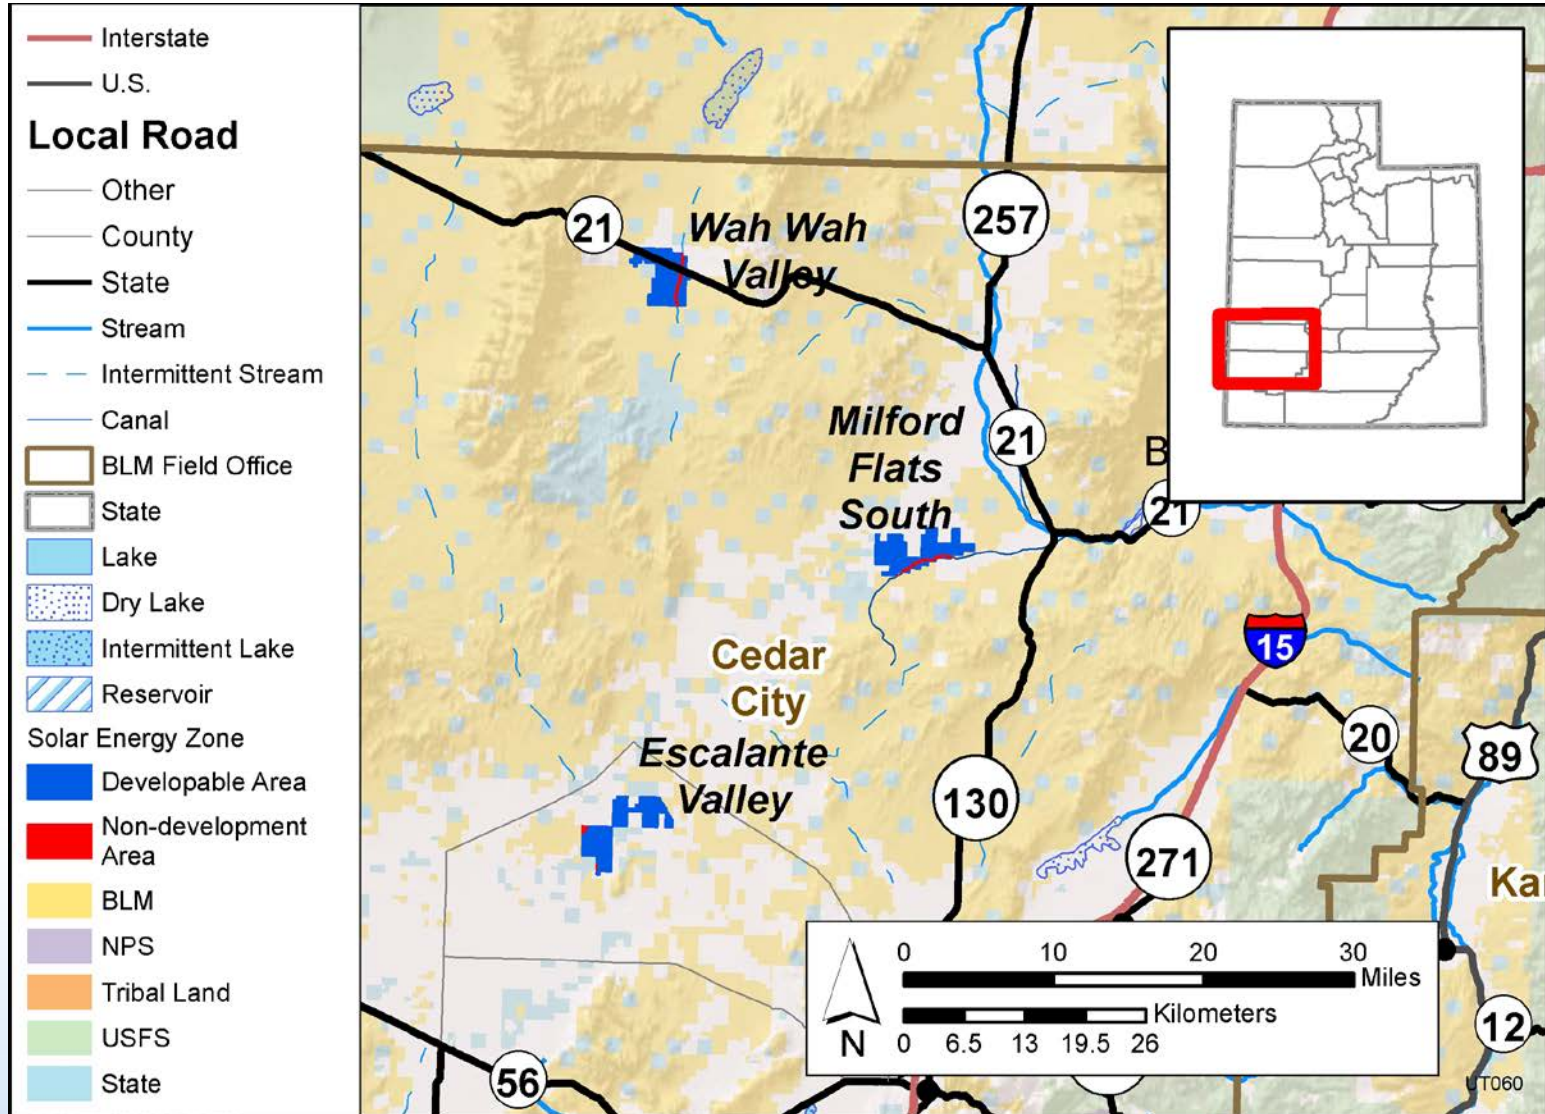 Interstate
U.S.
Local Road
Other
County
State
Stream
Intermittent Stream
Canal
BLM Field Office
State
Lake
Dry Lake
Intermittent Lake
Reservoir
Solar Energy Zone
Developable Area
Non-development
Area
BLM
NPS
Tribal Land
USFS
State
21
Wah Wah
Valley
257
Milford
Flats
South
21
B
21
Cedar
City
15
Escalante
Valley
20
89
130
271
Kar
0 10 20 30
Miles
Kilometers
0 6.5 13 19.5 26
N
12
56
UT060